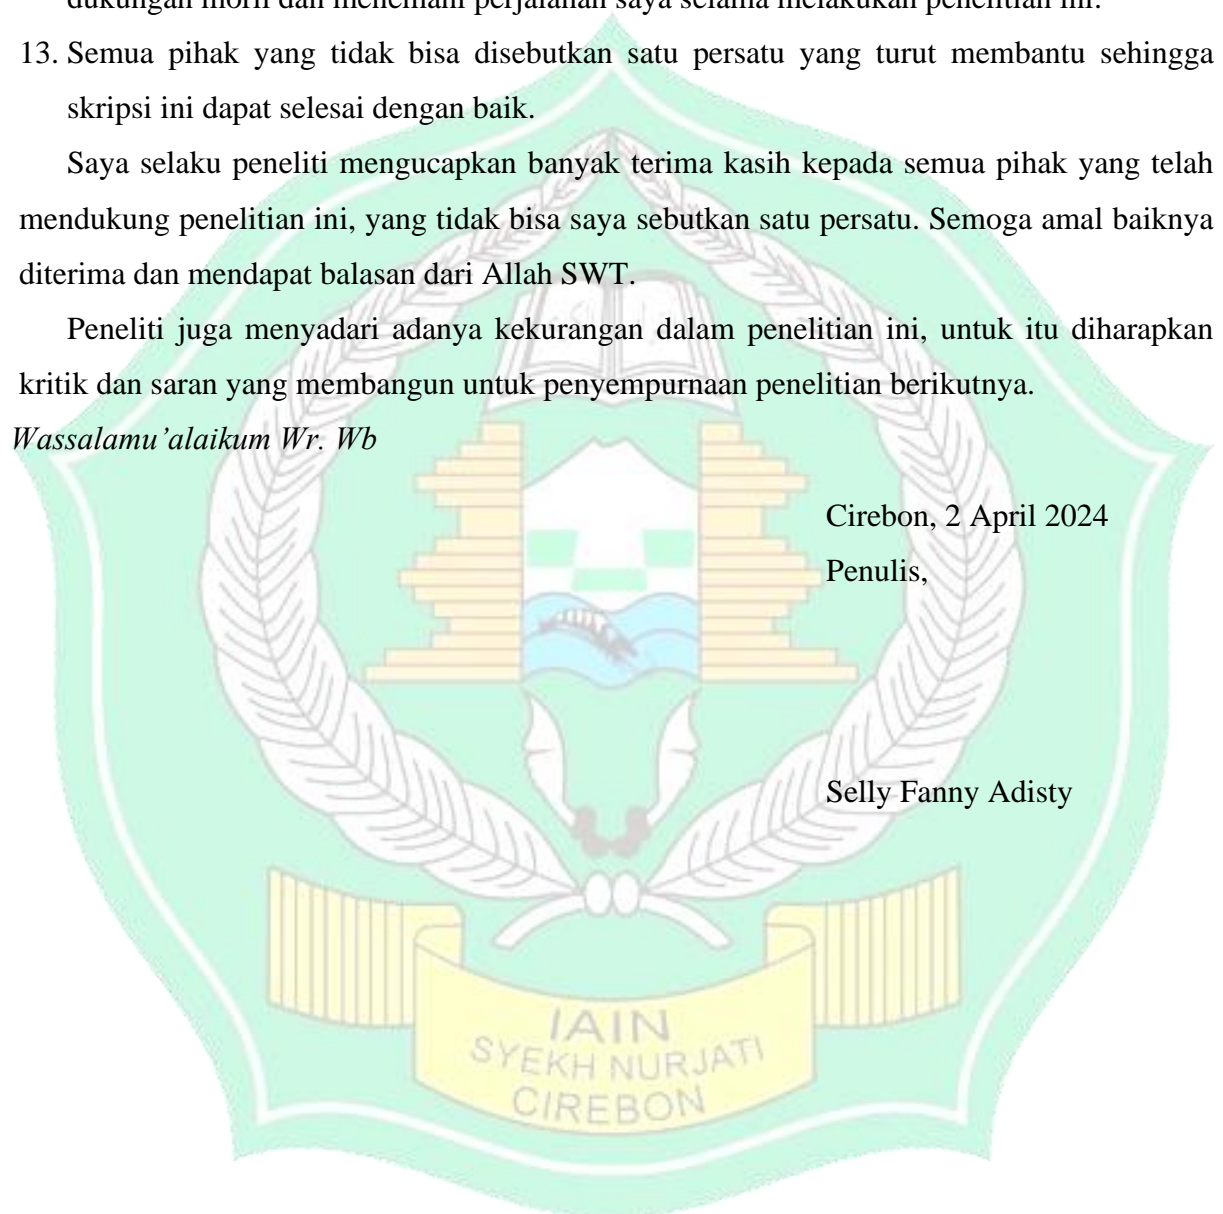 dukungan moril dan menemani perjalanan saya selama melakukan penelitian ini.
13. Semua pihak yang tidak bisa disebutkan satu persatu yang turut membantu sehingga
skripsi ini dapat selesai dengan baik.
Saya selaku peneliti mengucapkan banyak terima kasih kepada semua pihak yang telah
mendukung penelitian ini, yang tidak bisa saya sebutkan satu persatu. Semoga amal baiknya
diterima dan mendapat balasan dari Allah SWT.
Peneliti juga menyadari adanya kekurangan dalam penelitian ini, untuk itu diharapkan
kritik dan saran yang membangun untuk penyempurnaan penelitian berikutnya.
Wassalamu’alaikum Wr. Wb
Cirebon, 2 April 2024
Penulis,
Selly Fanny Adisty
IAIN
SYEKH NURJATI
CIREBON